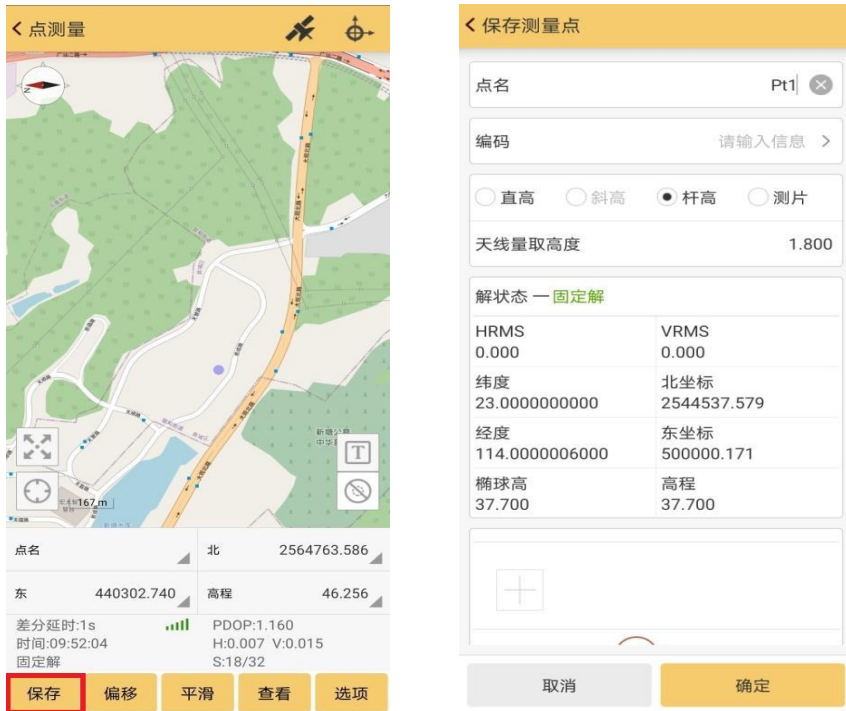 点测量
167 m
T
点名
北 2564763.586
东 440302.740
高程 46.256
差分延时:1s
PDOP:1.160
时间:09:52:04
H:0.007 V:0.015
固定解
S:18/32
保存 偏移 平滑 查看 选项
保存测量点
点名 Pt1
编码 请输入信息
直高 斜高 杆高 测片
天线量取高度 1.800
解状态 — 固定解
HRMS VRMS
0.000 0.000
纬度 北坐标
23.0000000000 2544537.579
经度 东坐标
114.0000006000 500000.171
椭球高 高程
37.700 37.700
取消 确定